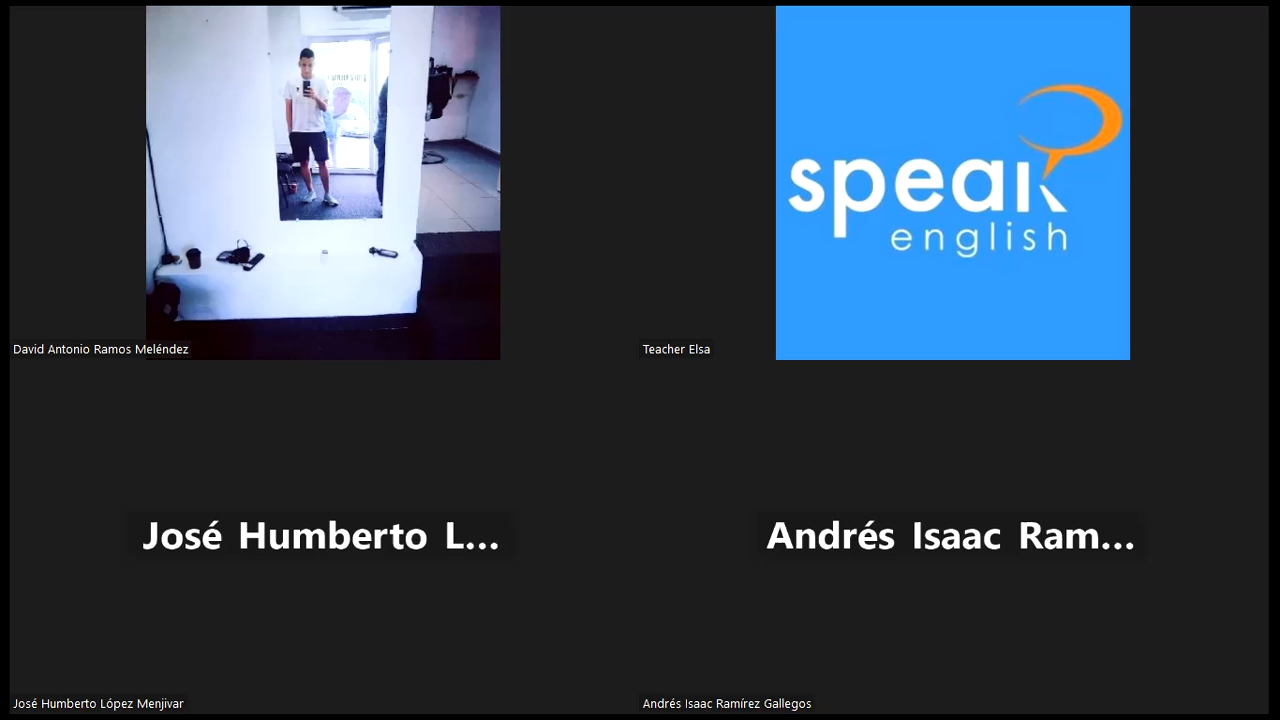 speak
english
David Antonio Ramos Meléndez
Teacher Elsa
José Humberto L...
Andrés Isaac Ram...
José Humberto López Menjivar
Andrés Isaac Ramírez Gallegos